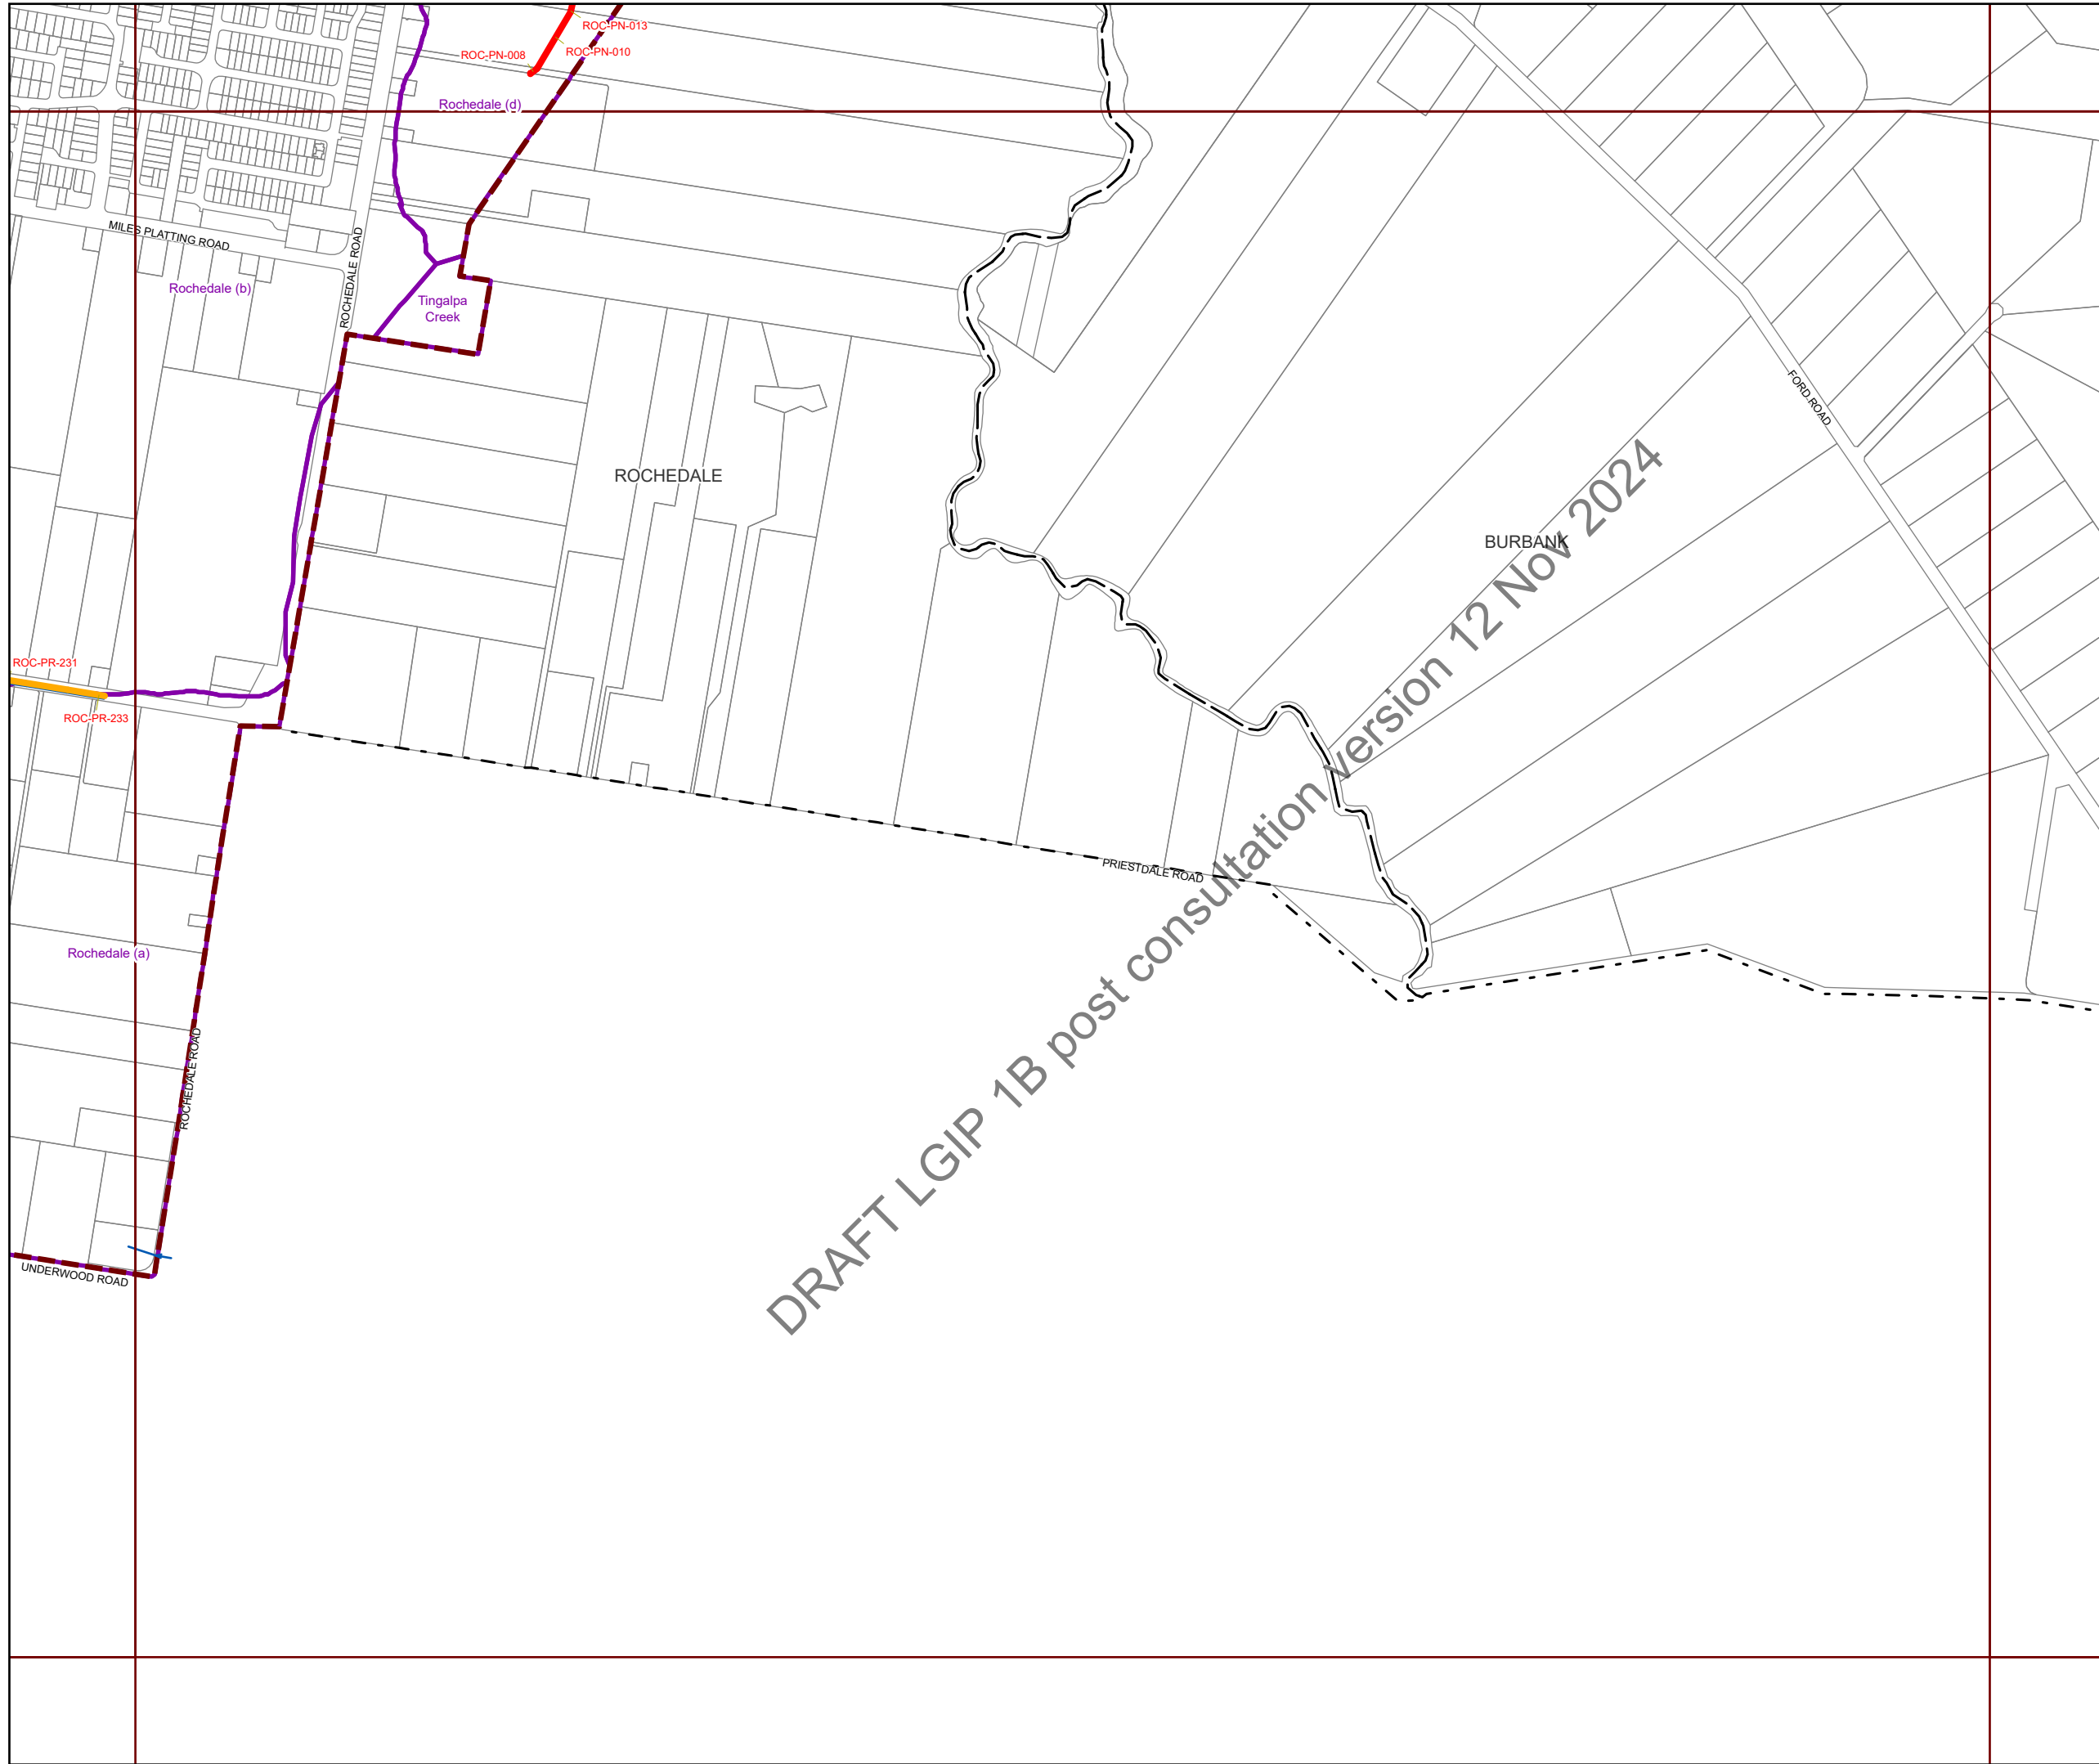 ROC-PN-013
ROC-PN-010
ROC-PN-008
Rochedale (d)
MILES PLATTING ROAD
ROCHEDALE ROAD
Rochedale (b)
Tingalpa
Creek
FORD ROAD
ROCHEDALE
BURBANK
ROC-PR-231
ROC-PR-233
PRIESTDALE ROAD
Rochedale (a)
ROCHEDALE ROAD
UNDERWOOD ROAD
DRAFT LGIP 1B post consultation version 12 Nov 2024